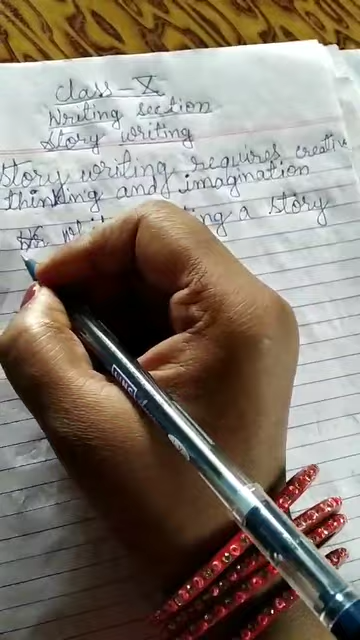 Class - X
Writing section
Story writing
Story writing requires creative
thinking and imagination
a story